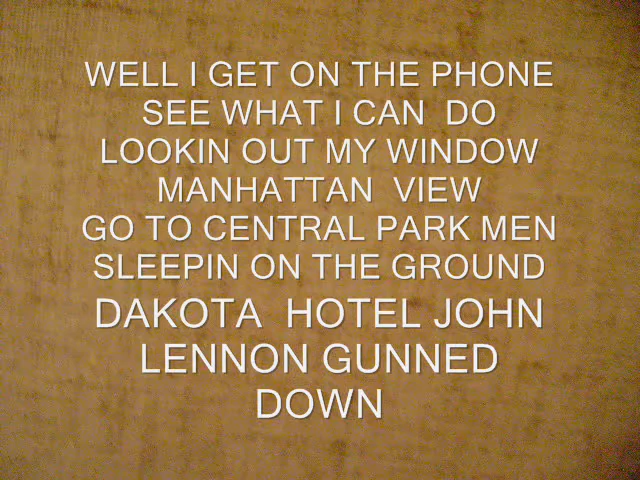 WELL I GET ON THE PHONE
SEE WHAT I CAN  DO
LOOKIN OUT MY WINDOW
MANHATTAN  VIEW
GO TO CENTRAL PARK MEN
SLEEPIN ON THE GROUND
DAKOTA  HOTEL JOHN
LENNON GUNNED
DOWN